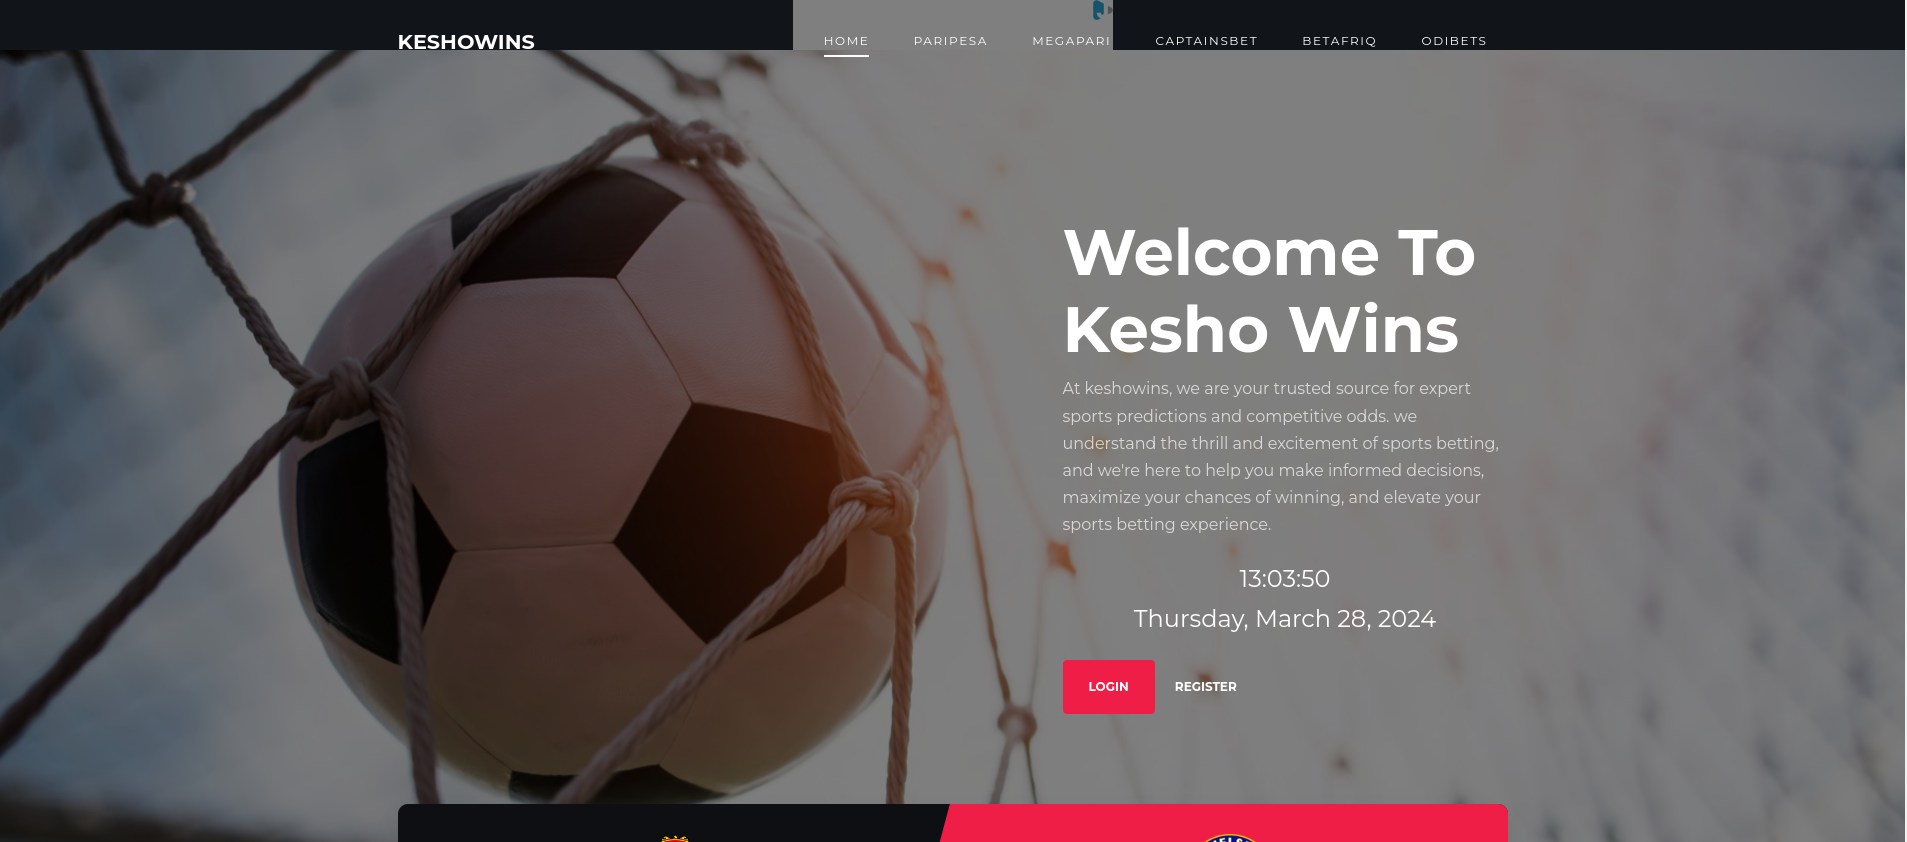 KESHOWINS
HOME PARIPESA MEGAPARI CAPTAINSBET BETAFRIQ ODIBETS
Welcome To
Kesho Wins
At keshowins, we are your trusted source for expert
sports predictions and competitive odds. we
understand the thrill and excitement of sports betting,
and we're here to help you make informed decisions,
maximize your chances of winning, and elevate your
sports betting experience.
13:03:50
Thursday, March 28, 2024
LOGIN REGISTER